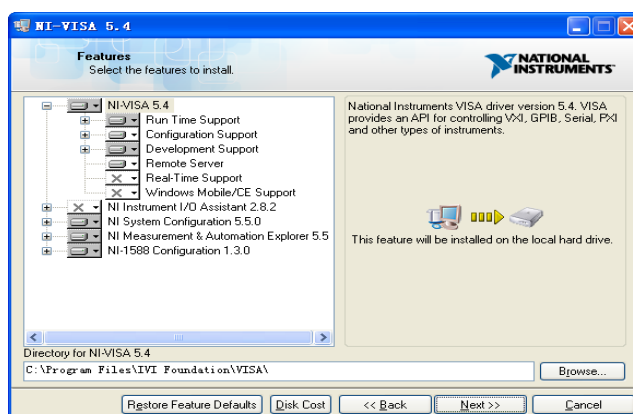 NI-VISA 5.4
Features
Select the features to install.
NATIONAL
INSTRUMENTS
NI-VISA 5.4
Run Time Support
Configuration Support
Development Support
Remote Server
Real-Time Support
Windows Mobile/CE Support
NI Instrument I/O Assistant 2.8.2
NI System Configuration 5.5.0
NI Measurement & Automation Explorer 5.5
NI-1588 Configuration 1.3.0
National Instruments VISA driver version 5.4. VISA
provides an API for controlling VXI, GPIB, Serial, PXI
and other types of instruments.
This feature will be installed on the local hard drive.
Directory for NI-VISA 5.4
C:\Program Files\IVI Foundation\VISA\
Browse...
Restore Feature Defaults
Disk Cost
<< Back
Next >>
Cancel